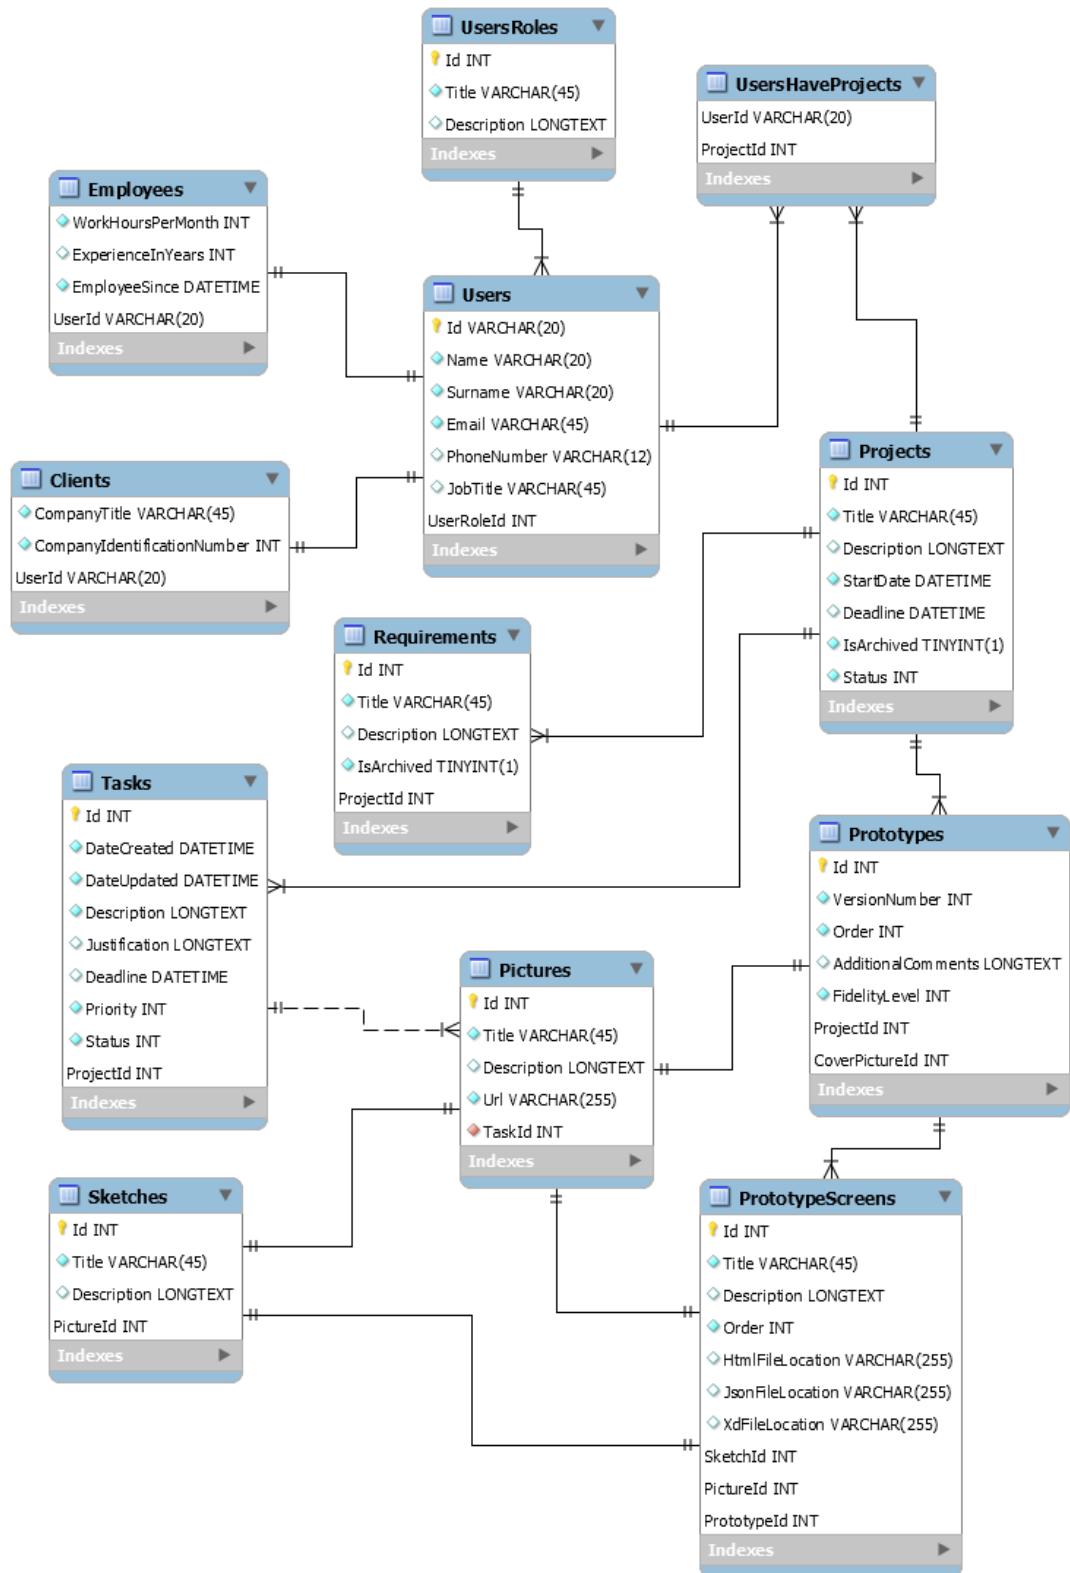 UsersRoles
Id INT
Title VARCHAR(45)
Description LONGTEXT
Indexes
UsersHaveProjects
UserId VARCHAR(20)
ProjectId INT
Indexes
Employees
WorkHoursPerMonth INT
ExperienceInYears INT
EmployeeSince DATETIME
UserId VARCHAR(20)
Indexes
Users
Id VARCHAR(20)
Name VARCHAR(20)
Surname VARCHAR(20)
Email VARCHAR(45)
PhoneNumber VARCHAR(12)
JobTitle VARCHAR(45)
UserRoleId INT
Indexes
Clients
CompanyTitle VARCHAR(45)
CompanyIdentificationNumber INT
UserId VARCHAR(20)
Indexes
Projects
Id INT
Title VARCHAR(45)
Description LONGTEXT
StartDate DATETIME
Deadline DATETIME
IsArchived TINYINT(1)
Status INT
Indexes
Requirements
Id INT
Title VARCHAR(45)
Description LONGTEXT
IsArchived TINYINT(1)
ProjectId INT
Indexes
Tasks
Id INT
DateCreated DATETIME
DateUpdated DATETIME
Description LONGTEXT
Justification LONGTEXT
Deadline DATETIME
Priority INT
Status INT
ProjectId INT
Indexes
Prototypes
Id INT
VersionNumber INT
Order INT
AdditionalComments LONGTEXT
FidelityLevel INT
ProjectId INT
CoverPictureId INT
Indexes
Pictures
Id INT
Title VARCHAR(45)
Description LONGTEXT
Url VARCHAR(255)
TaskId INT
Indexes
Sketches
Id INT
Title VARCHAR(45)
Description LONGTEXT
PictureId INT
Indexes
PrototypeScreens
Id INT
Title VARCHAR(45)
Description LONGTEXT
Order INT
HtmlFileLocation VARCHAR(255)
JsonFileLocation VARCHAR(255)
XdFileLocation VARCHAR(255)
SketchId INT
PictureId INT
PrototypeId INT
Indexes